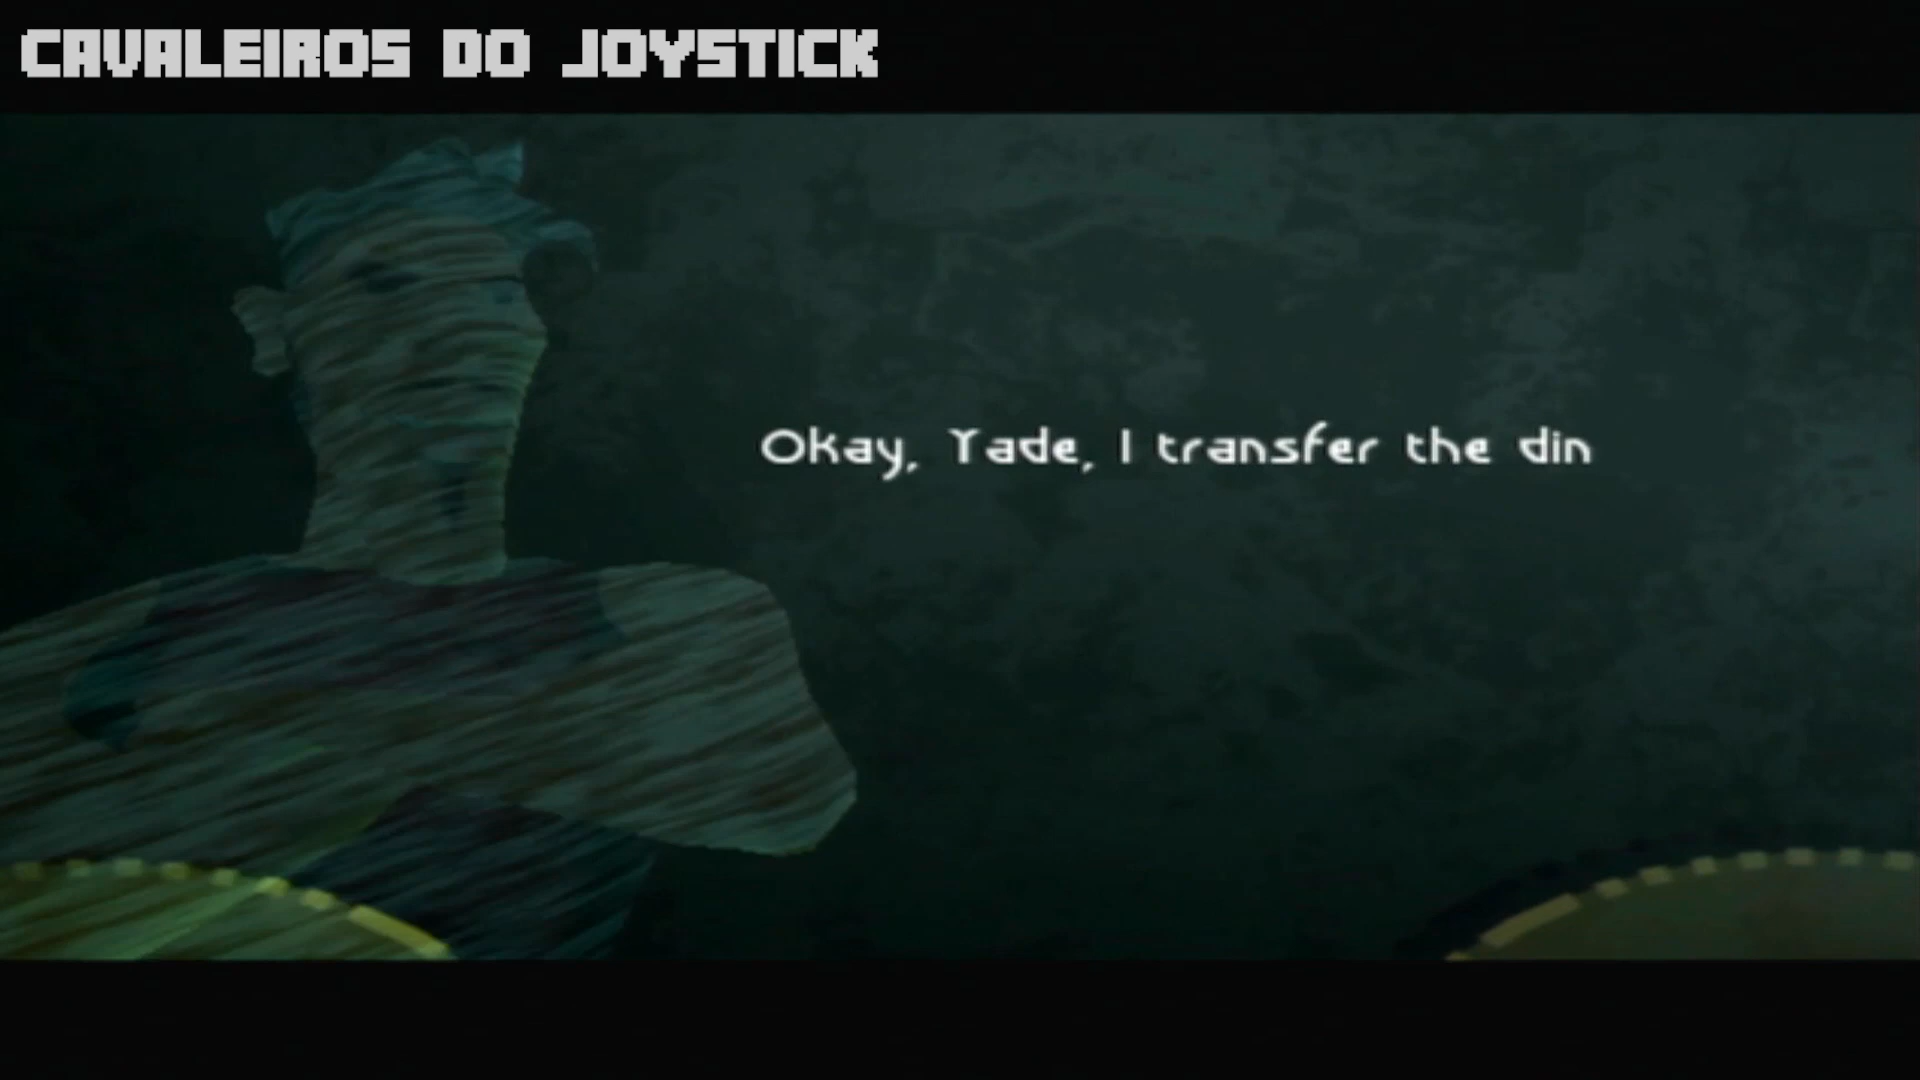 CAVALEIROS DO JOYSTICK
Okay, Yade, I transfer the din